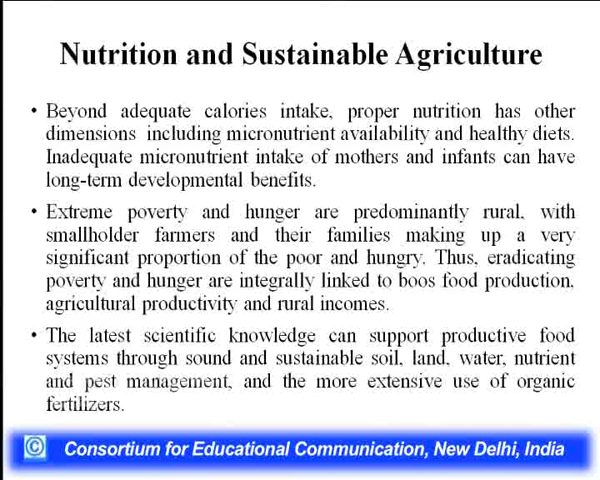 Nutrition and Sustainable Agriculture
• Beyond adequate calories intake, proper nutrition has other
dimensions including micronutrient availability and healthy diets.
Inadequate micronutrient intake of mothers and infants can have
long-term developmental benefits.
• Extreme poverty and hunger are predominantly rural, with
smallholder farmers and their families making up a very
significant proportion of the poor and hungry. Thus, eradicating
poverty and hunger are integrally linked to boos food production,
agricultural productivity and rural incomes.
• The latest scientific knowledge can support productive food
systems through sound and sustainable soil, land, water, nutrient
and pest management, and the more extensive use of organic
fertilizers.
© Consortium for Educational Communication, New Delhi, India